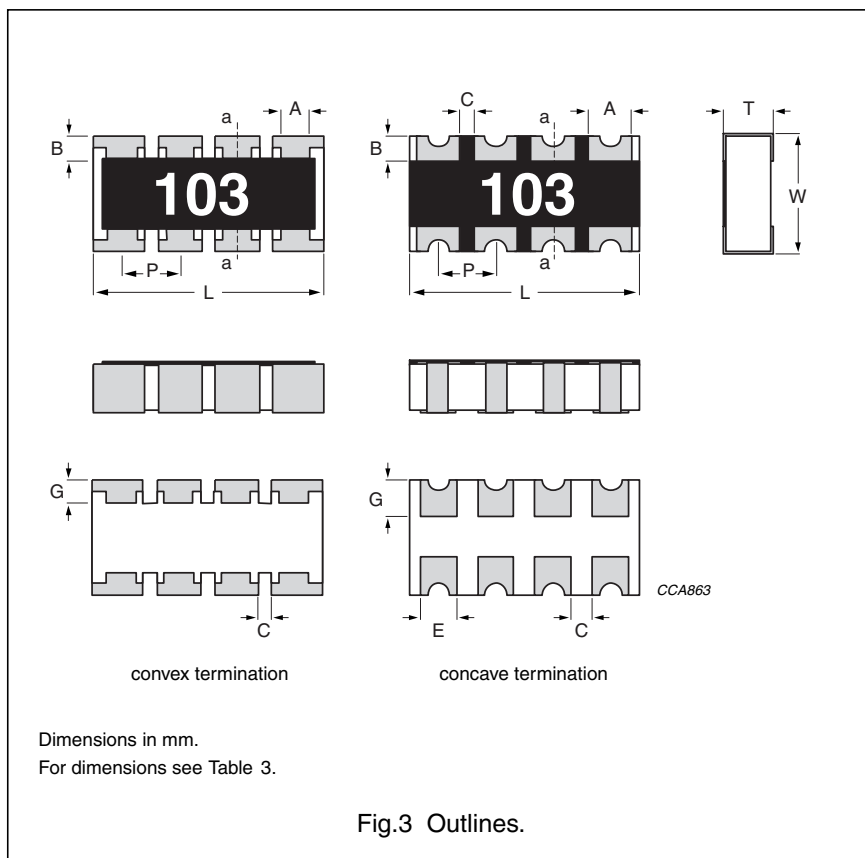 C
A
A
T
a
a
B
B
103
103
W
a
a
P
P
L
L
G
G
CCA863
C
E
C
convex termination
concave termination
Dimensions in mm.
For dimensions see Table 3.
Fig.3 Outlines.